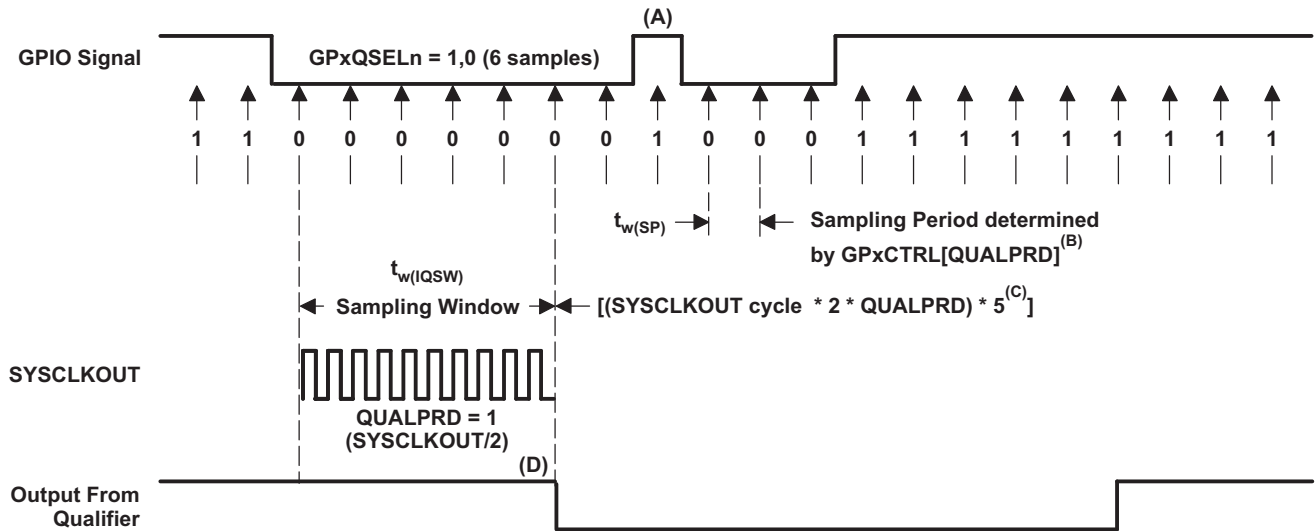 (A)
GPIO Signal
GPxQSELn = 1,0 (6 samples)
1 1 0 0 0 0 0 0 0 1 0 0 0 1 1 1 1 1 1 1 1 1
tw(SP)
Sampling Period determined
by GPxCTRL[QUALPRD](B)
tw(IQSW)
Sampling Window
[(SYSCLKOUT cycle * 2 * QUALPRD) * 5(C)]
SYSCLKOUT
QUALPRD = 1
(SYSCLKOUT/2)
(D)
Output From
Qualifier